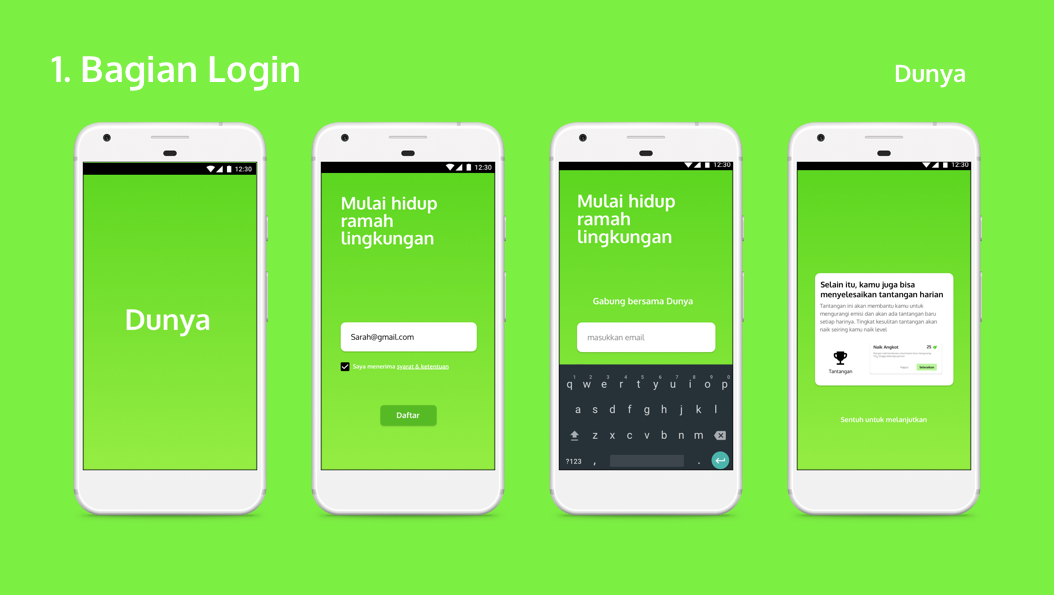 1. Bagian Login
Dunya
12:30
Dunya
12:30
Mulai hidup
ramah
lingkungan
Sarah@gmail.com
Saya menerima syarat & ketentuan
Daftar
12:30
Mulai hidup
ramah
lingkungan
Gabung bersama Dunya
masukkan email
1 2 3 4 5 6 7 8 9 0
q w e r t y u i o p
a s d f g h j k l
z x c v b n m
?123 , .
12:30
Selain itu, kamu juga bisa
menyelesaikan tantangan harian
Tantangan ini akan membantu kamu untuk
mengurangi emisi dan akan ada tantangan baru
setiap harinya. Tingkat kesulitan tantangan akan
naik seiring kamu naik level
Tantangan
Naik Angkot
25
Sentuh untuk melanjutkan